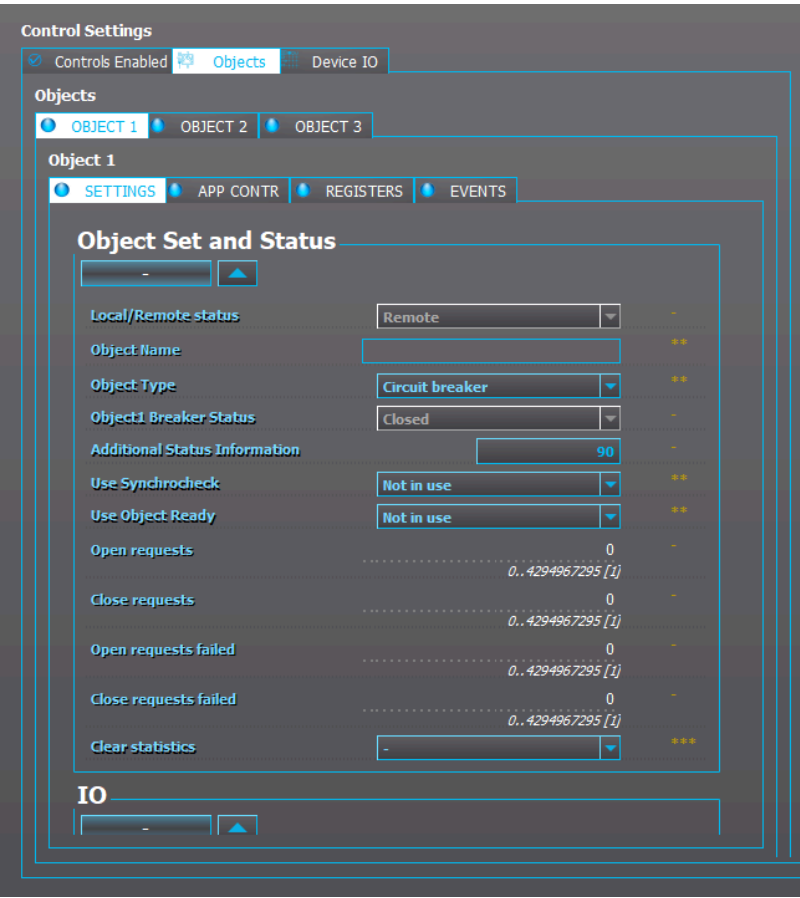 Control Settings
Controls Enabled Objects Device IO
Objects
OBJECT 1 OBJECT 2 OBJECT 3
Object 1
SETTINGS APP CONTR REGISTERS EVENTS
Object Set and Status
-
Local/Remote status Remote -
Object Name **
Object Type Circuit breaker **
Object1 Breaker Status Closed -
Additional Status Information 90 -
Use Synchrocheck Not in use **
Use Object Ready Not in use **
Open requests 0 -
0..4294967295 [1]
Close requests 0 -
0..4294967295 [1]
Open requests failed 0 -
0..4294967295 [1]
Close requests failed 0 -
0..4294967295 [1]
Clear statistics - ***
IO
-